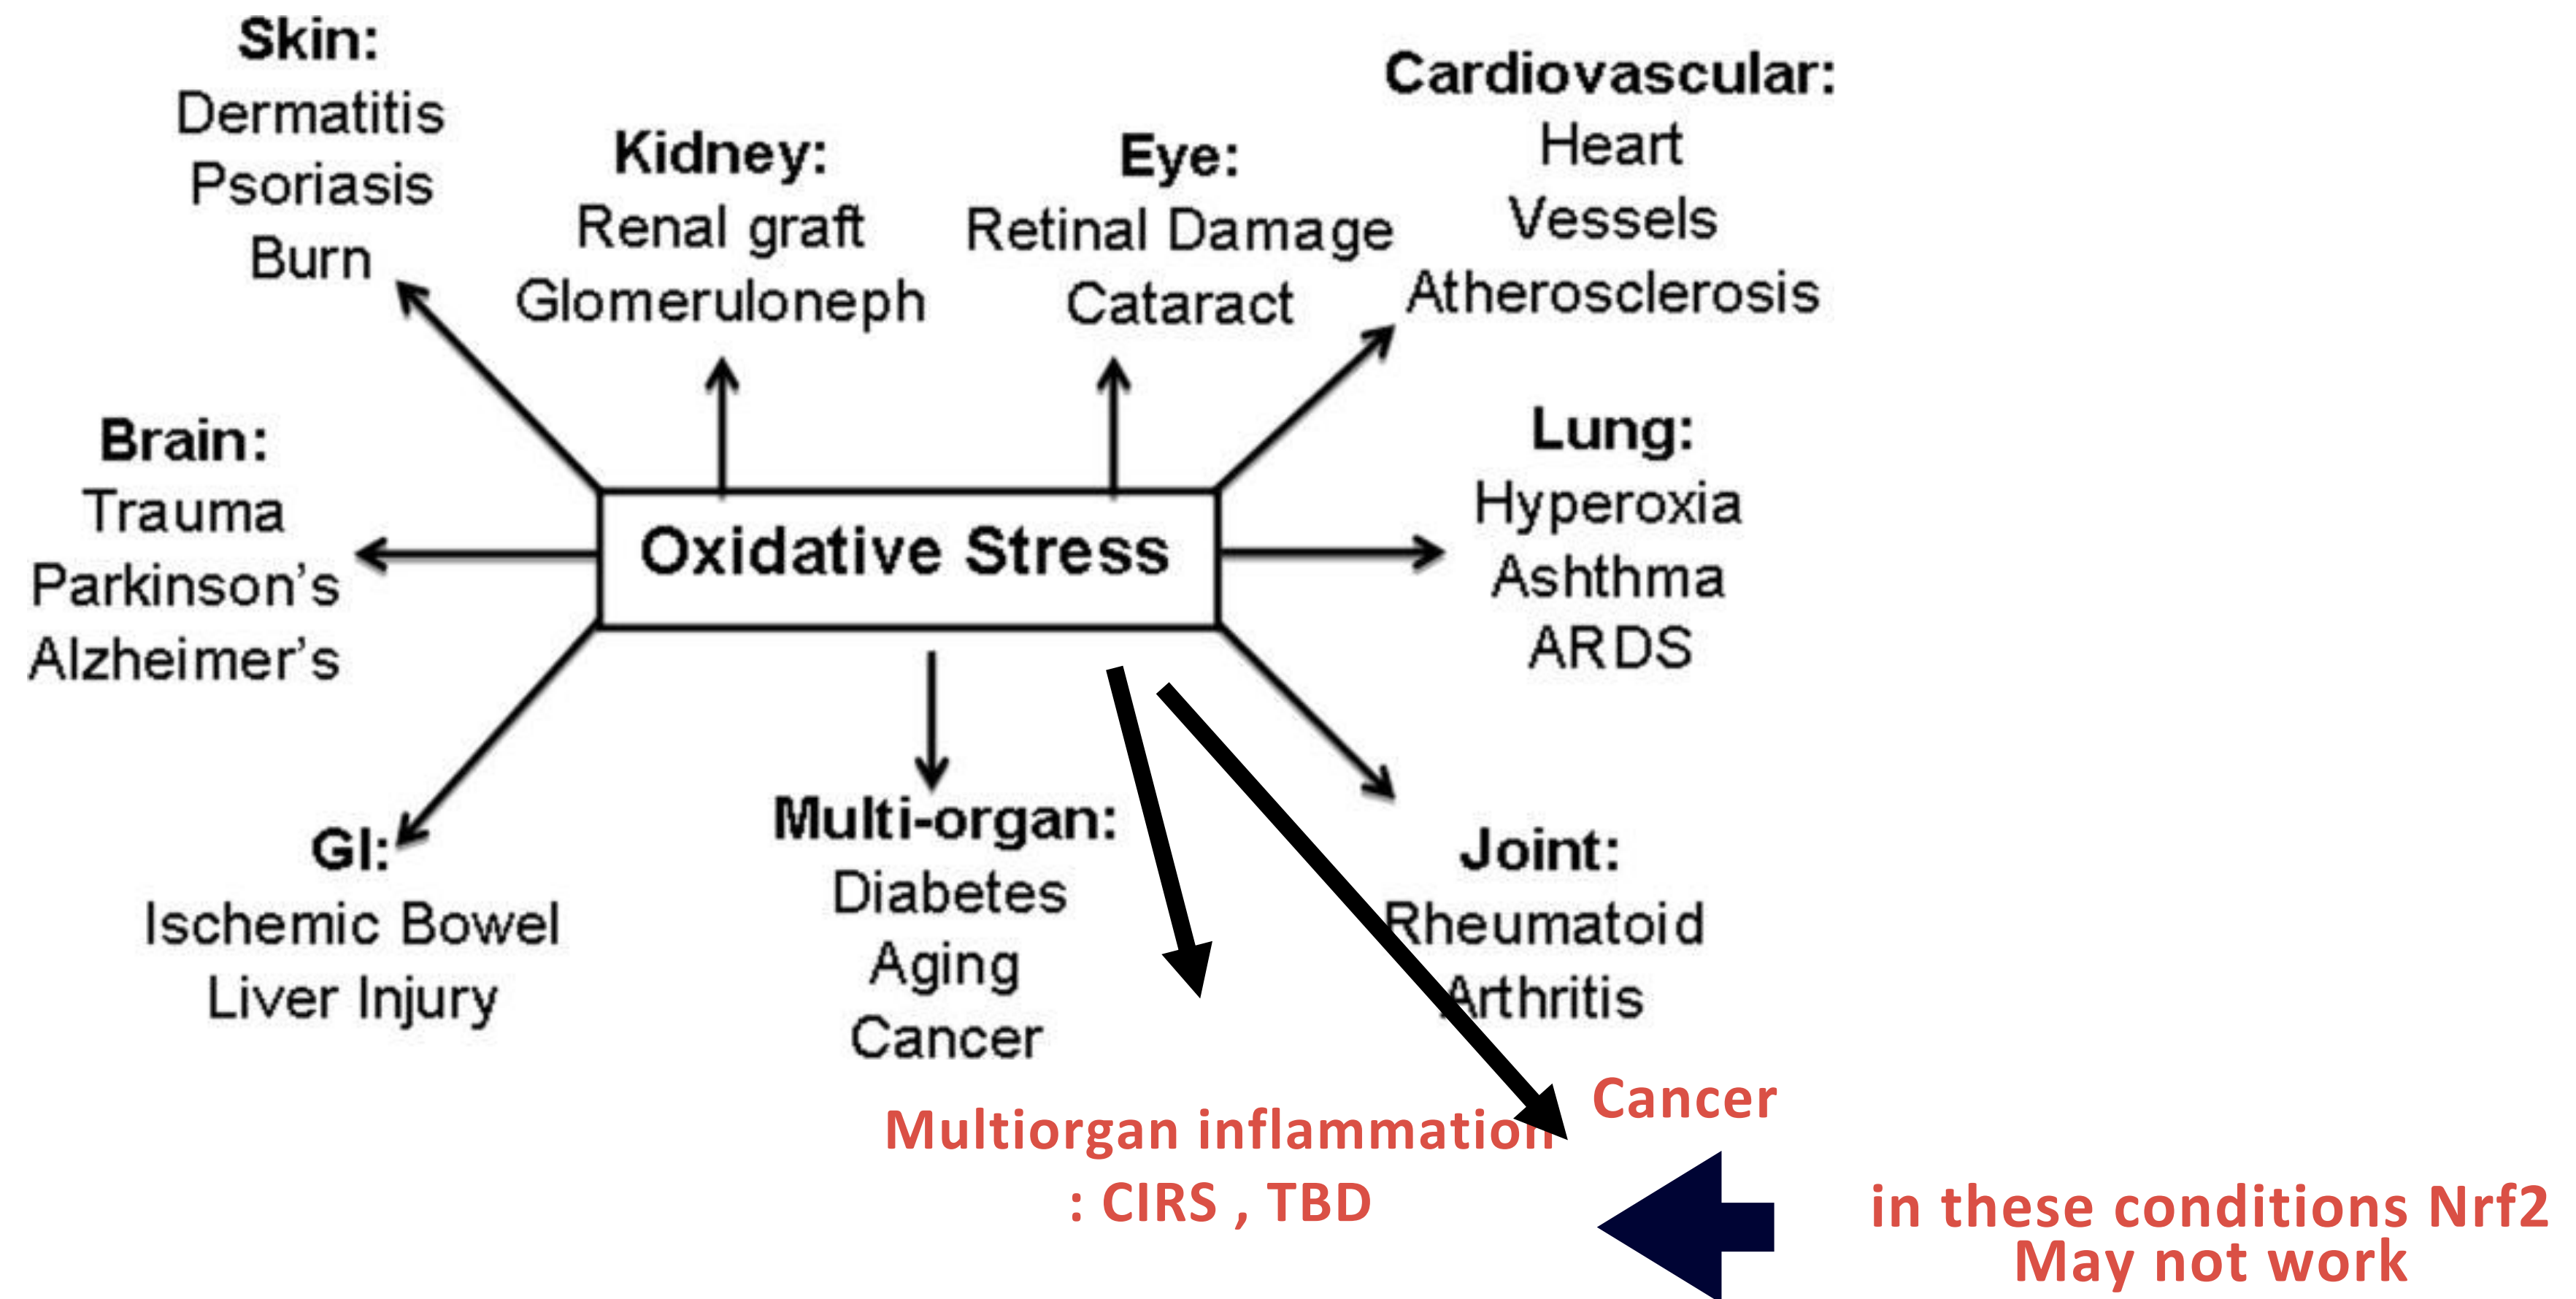 Skin:
Dermatitis
Psoriasis
Burn
Kidney:
Renal graft
Glomeruloneph
Eye:
Retinal Damage
Cataract
Cardiovascular:
Heart
Vessels
Atherosclerosis
Brain:
Trauma
Parkinson's
Alzheimer's
Oxidative Stress
Lung:
Hyperoxia
Ashthma
ARDS
GI:
Ischemic Bowel
Liver Injury
Multi-organ:
Diabetes
Aging
Cancer
Joint:
Rheumatoid
Arthritis
Multiorgan inflammation
: CIRS , TBD
Cancer
in these conditions Nrf2
May not work